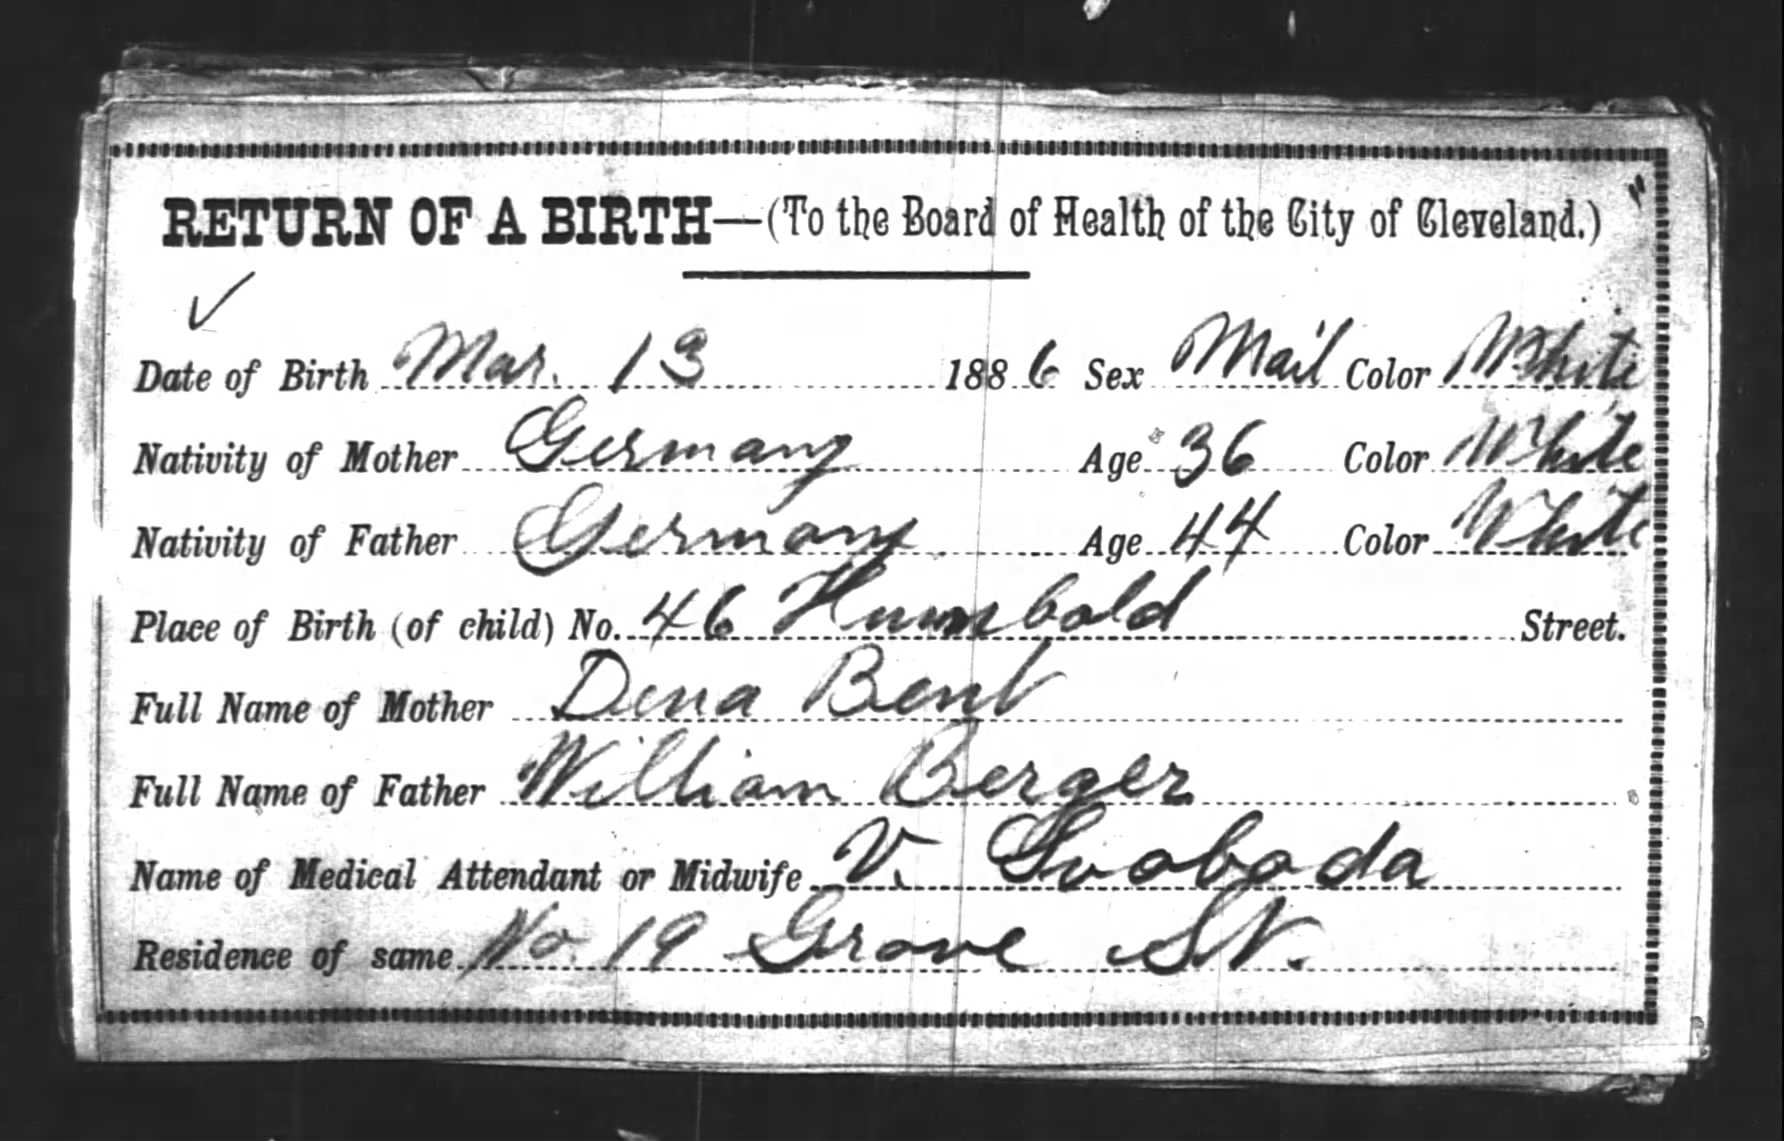 RETURN OF A BIRTH—(To the Board of Health of the City of Cleveland.)
Date of Birth Mar. 13 1886 Sex Mail Color White
Nativity of Mother Germany Age 36 Color White
Nativity of Father Germany Age 44 Color White
Place of Birth (of child) No. 46 Humbold Street.
Full Name of Mother Dena Bent
Full Name of Father William Berger
Name of Medical Attendant or Midwife V. Svoboda
Residence of same No. 19 Grove St.